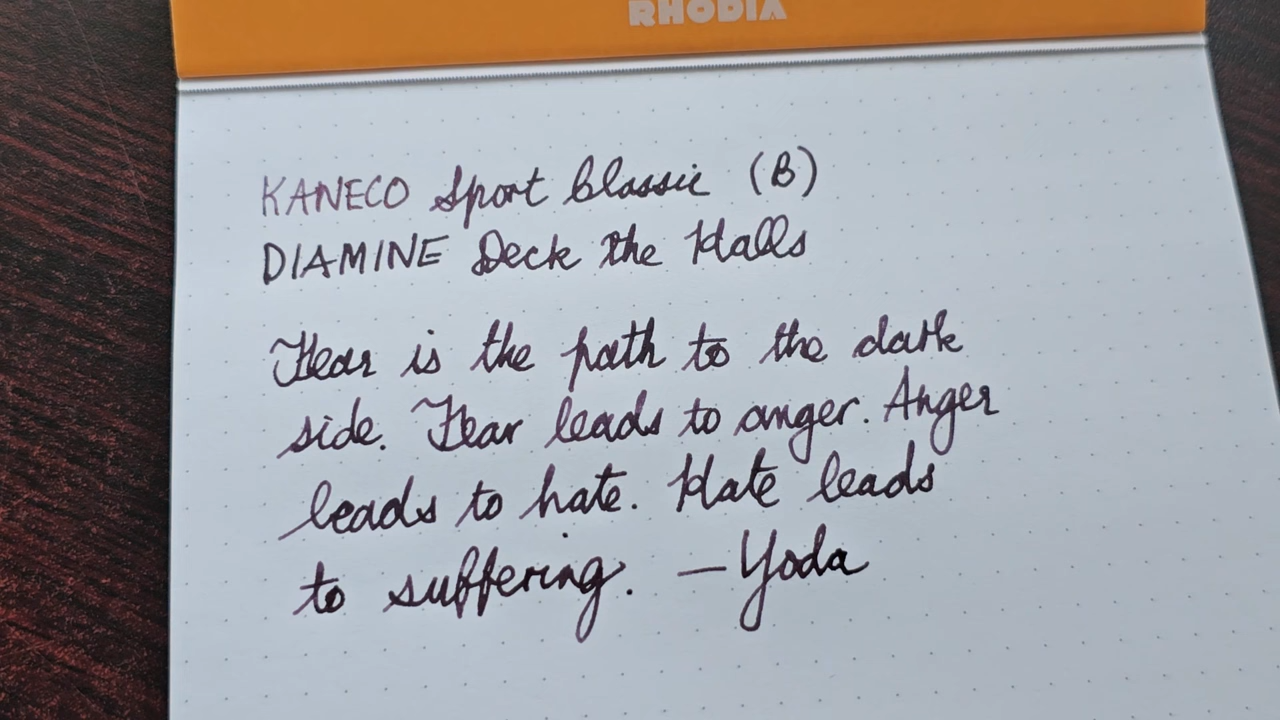 RHODIA
KANECO Sport Classic (B)
DIAMINE Deck the Halls
Fear is the path to the dark
side. Fear leads to anger. Anger
leads to hate. Hate leads
to suffering. — Yoda